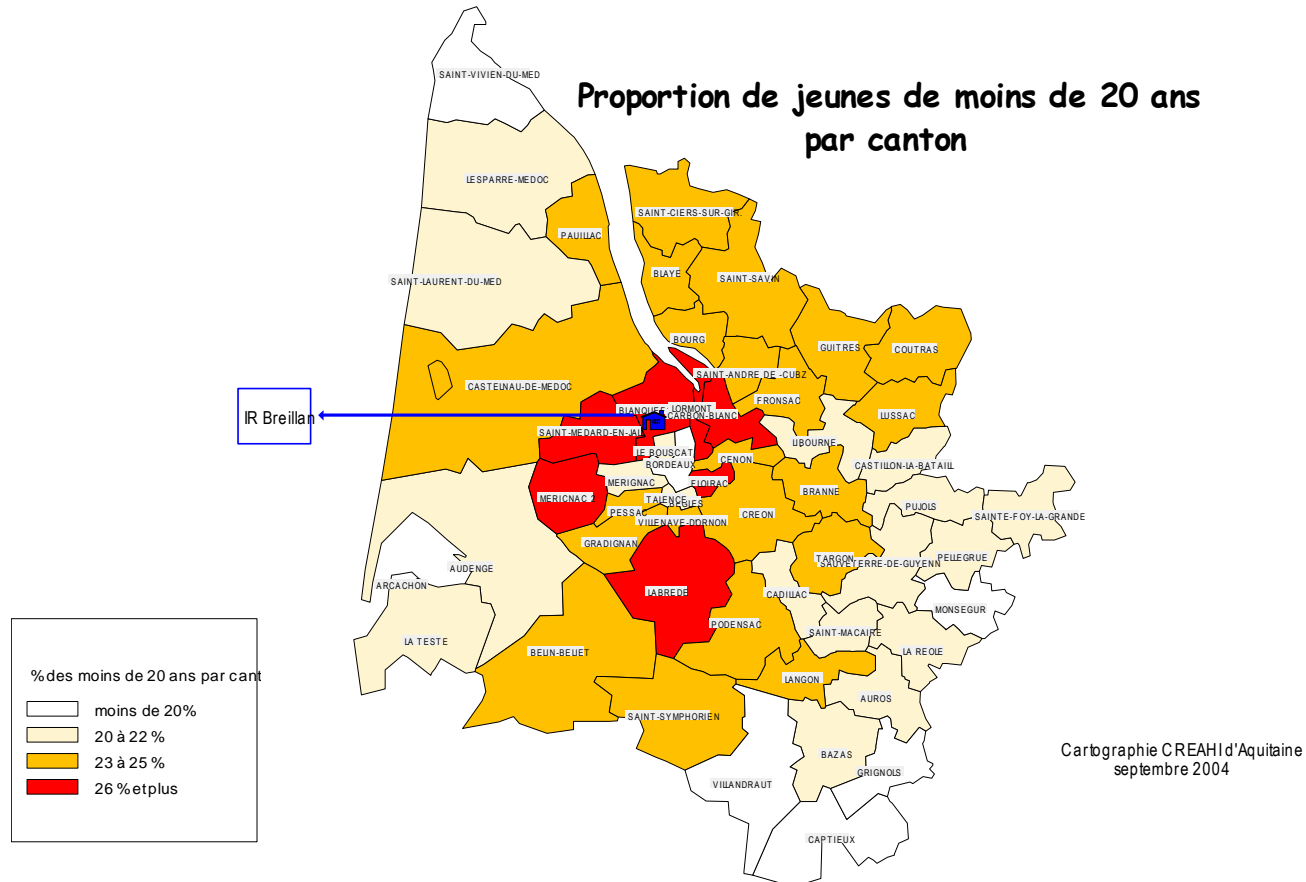 Proportion de jeunes de moins de 20 ans
par canton
SAINT-VIVIEN-DU-MED
LESPARRE-MEDOC
SAINT-CIERS-SUR-GIR.
PAUILLAC
BLAYE
SAINT-SAVIN
SAINT-LAURENT-DU-MED
BOURG
GUITRES
COUTRAS
SAINT-ANDRE DE -CUBZ
CASTELNAU-DE-MEDOC
FRONSAC
IR Breillan
BLANQUEF
LORMONT
CARBON-BLANC
LUSSAC
SAINT-MEDARD-EN-JAL
LIBOURNE
LE BOUSCAT
CENON
BORDEAUX
CASTILLON-LA-BATAIL
MERIGNAC
FLOIRAC
BRANNE
MERICNAC 2
TALENCE
BEGLES
PUJOLS
PESSAC
CREON
SAINTE-FOY-LA-GRANDE
VILLENAVE-D'ORNON
GRADIGNAN
TARGON
PELLEGRUE
SAUVETERRE-DE-GUYENN
AUDENGE
ARCACHON
LABREDE
CADILLAC
MONSEGUR
PODENSAC
SAINT-MACAIRE
LA TESTE
BELIN-BELIET
LA REOLE
LANGON
AUROS
SAINT-SYMPHORIEN
BAZAS
GRIGNOLS
VILLANDRAUT
CAPTIEUX
% des moins de 20 ans par cant
moins de 20%
20 à 22 %
23 à 25 %
26 % et plus
Cartographie CREAHI d'Aquitaine
septembre 2004